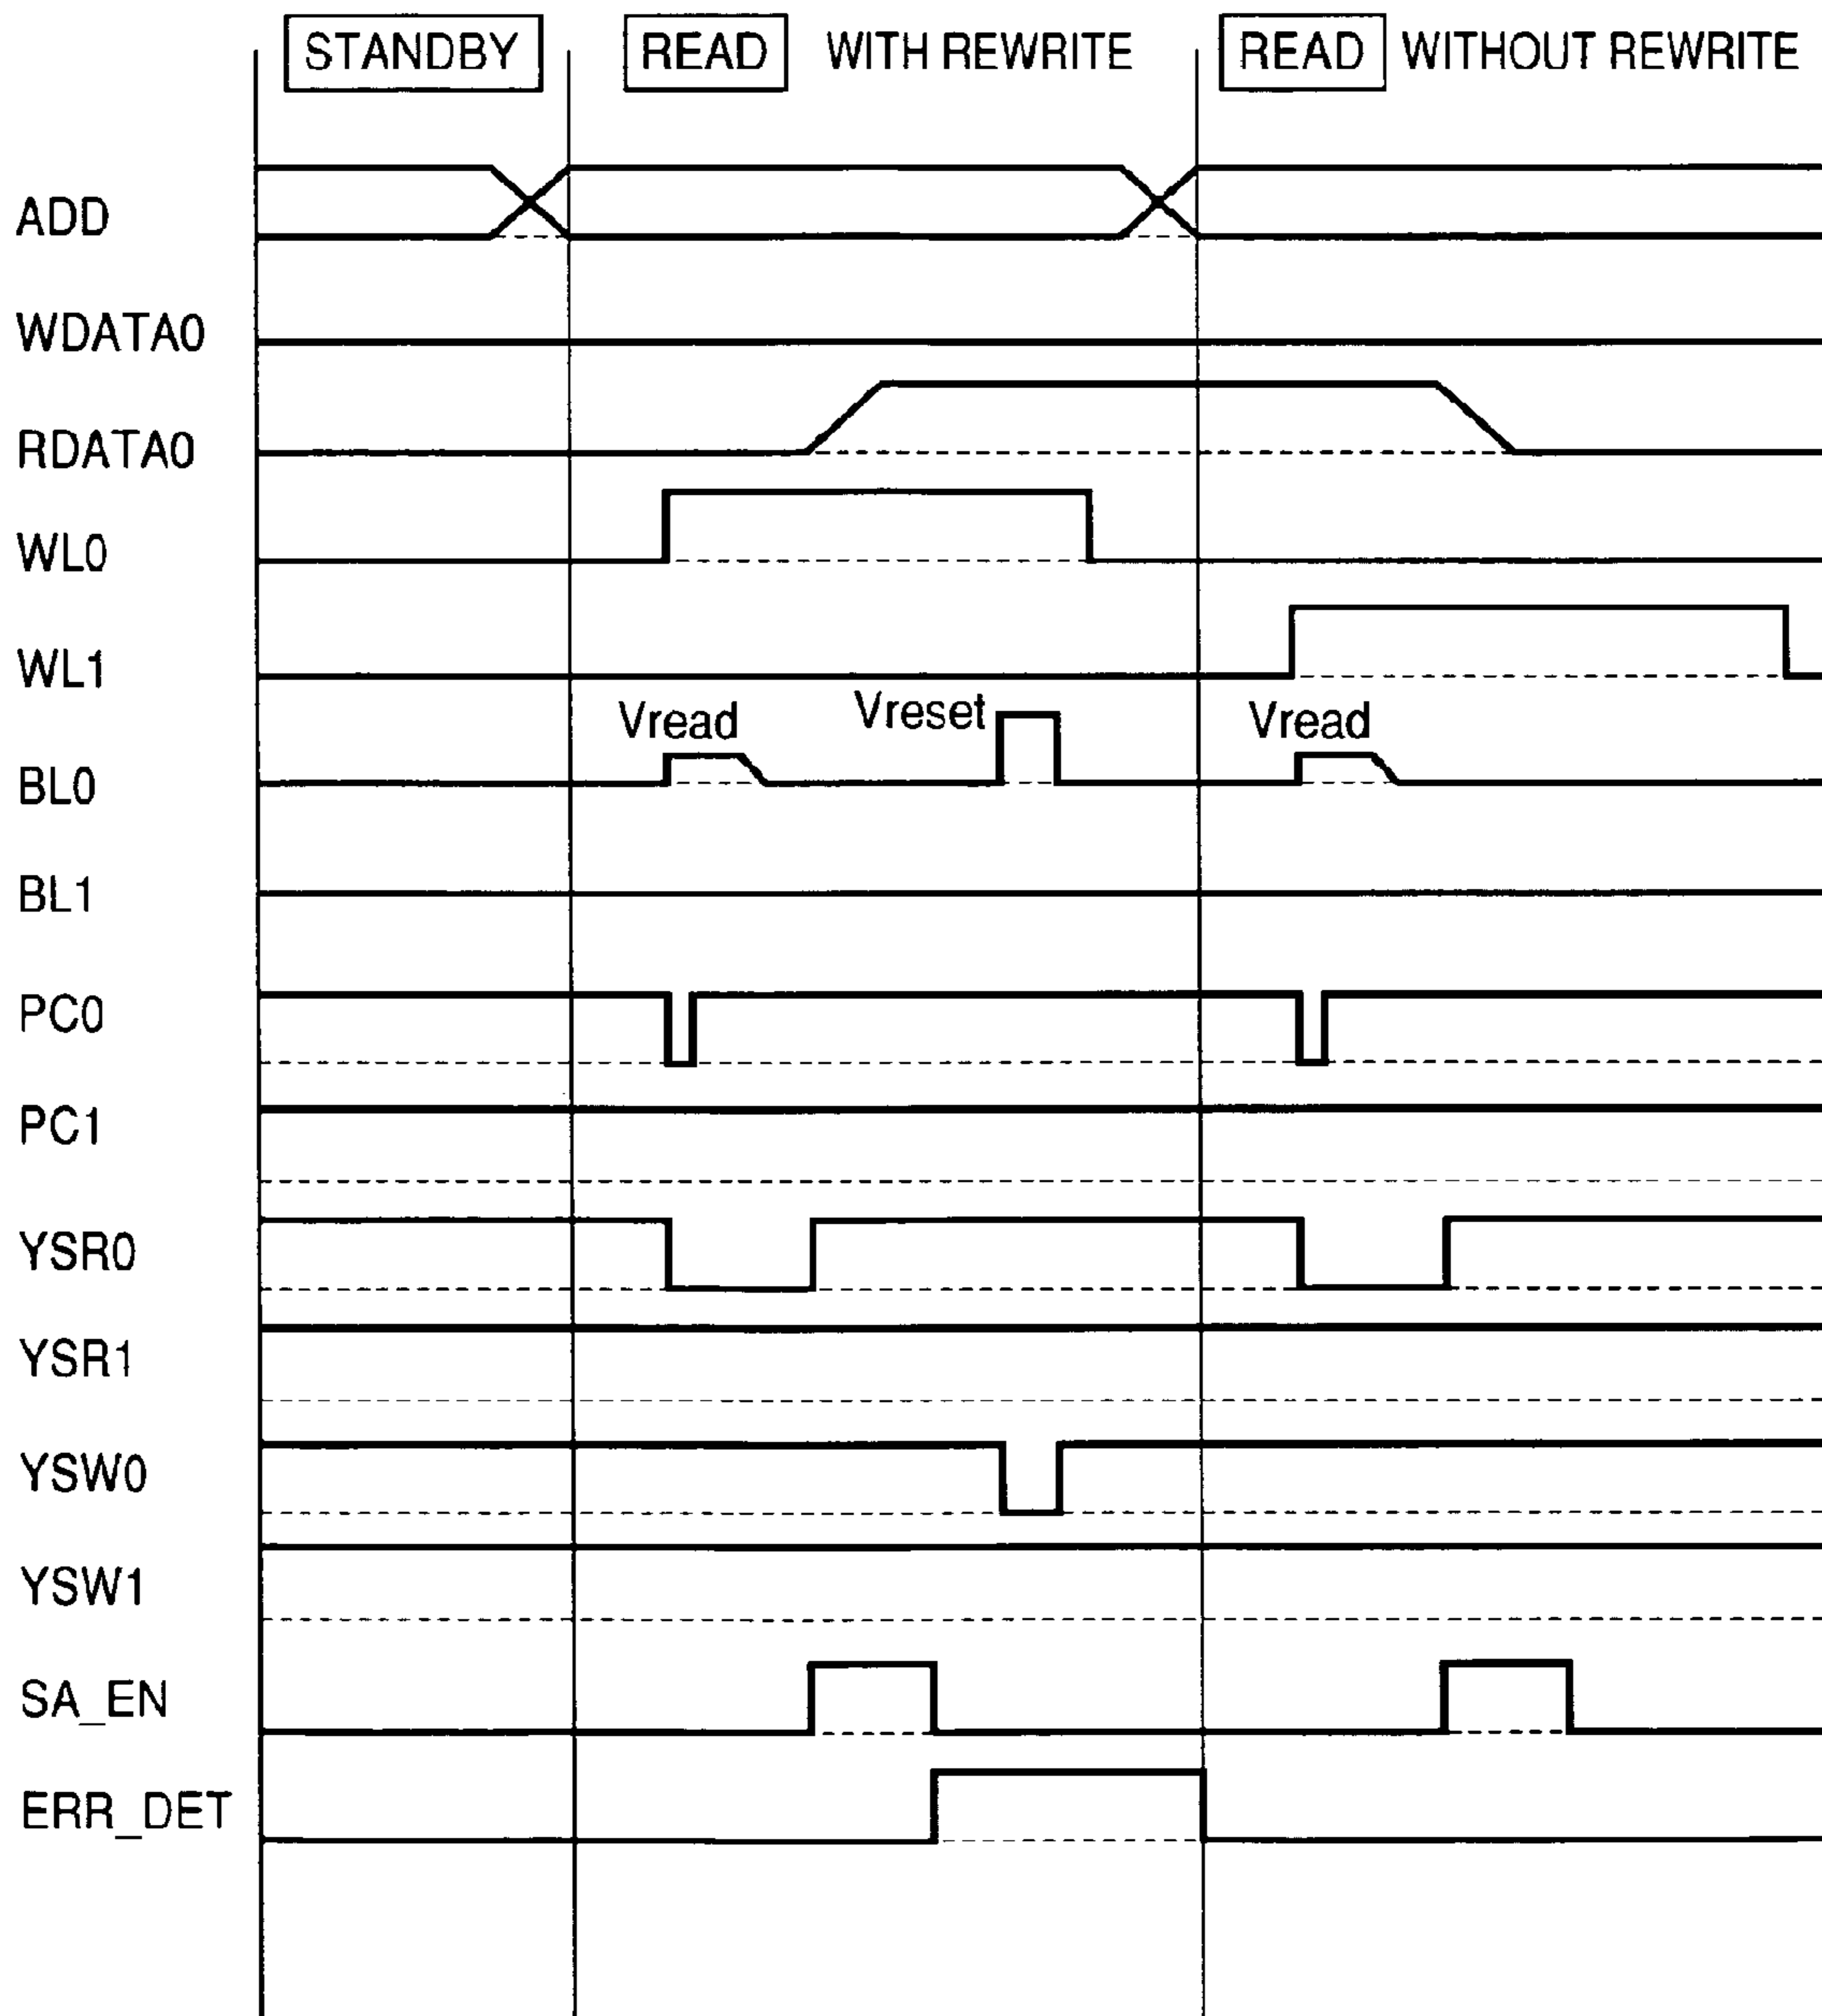 STANDBY READ WITH REWRITE READ WITHOUT REWRITE
ADD
WDATA0
RDATA0
WL0
WL1
Vread Vreset Vread
BL0
BL1
PC0
PC1
YSR0
YSR1
YSW0
YSW1
SA_EN
ERR_DET